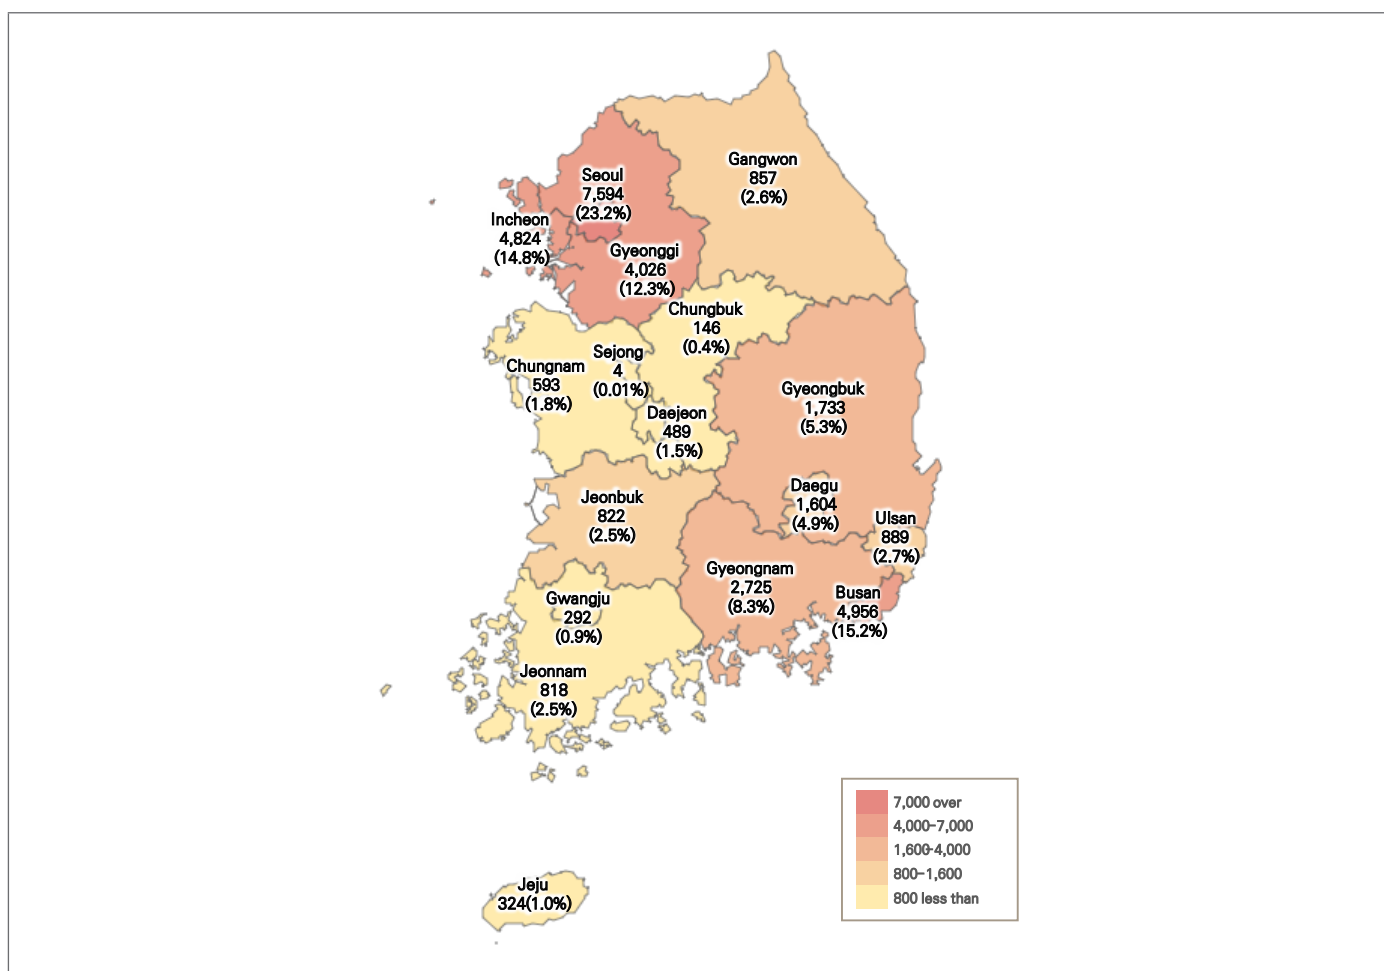 Gangwon
857
(2.6%)
Seoul
7,594
(23.2%)
Incheon
4,824
(14.8%)
Gyeonggi
4,026
(12.3%)
Chungbuk
146
(0.4%)
Sejong
4
(0.01%)
Chungnam
593
(1.8%)
Daejeon
489
(1.5%)
Gyeongbuk
1,733
(5.3%)
Daegu
1,604
(4.9%)
Ulsan
889
(2.7%)
Jeonbuk
822
(2.5%)
Gyeongnam
2,725
(8.3%)
Busan
4,956
(15.2%)
Gwangju
292
(0.9%)
Jeonnam
818
(2.5%)
Jeju
324(1.0%)
7,000 over
4,000-7,000
1,600-4,000
800-1,600
800 less than